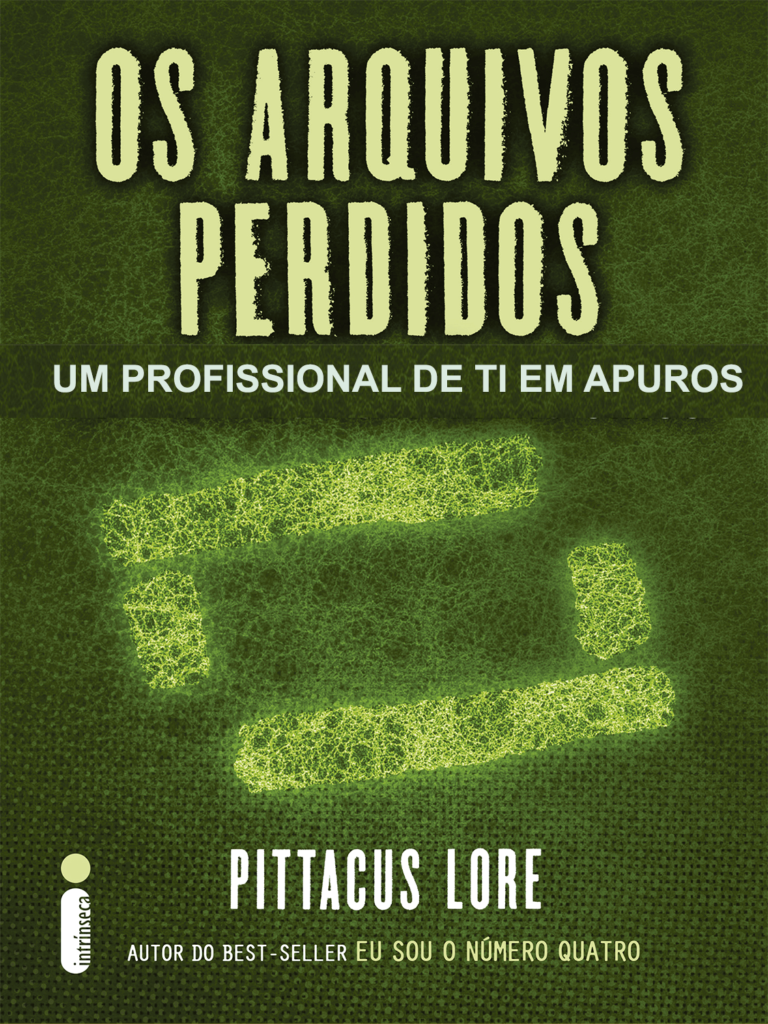 OS ARQUIVOS
PERDIDOS
UM PROFISSIONAL DE TI EM APUROS
PITTACUS LORE
intrínseca
AUTOR DO BEST-SELLER EU SOU O NÚMERO QUATRO